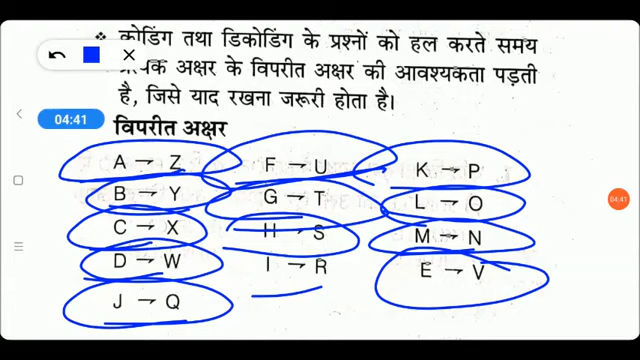 ❖ कोडिंग तथा डिकोडिंग के प्रश्नों को हल करते समय
अक्षर के विपरीत अक्षर की आवश्यकता पड़ती
है, जिसे याद रखना जरूरी होता है।
04:41
विपरीत अक्षर
A → Z F → U K → P
B → Y G → T L → O
C → X H → S M → N
D → W I → R E → V
J → Q
04:41